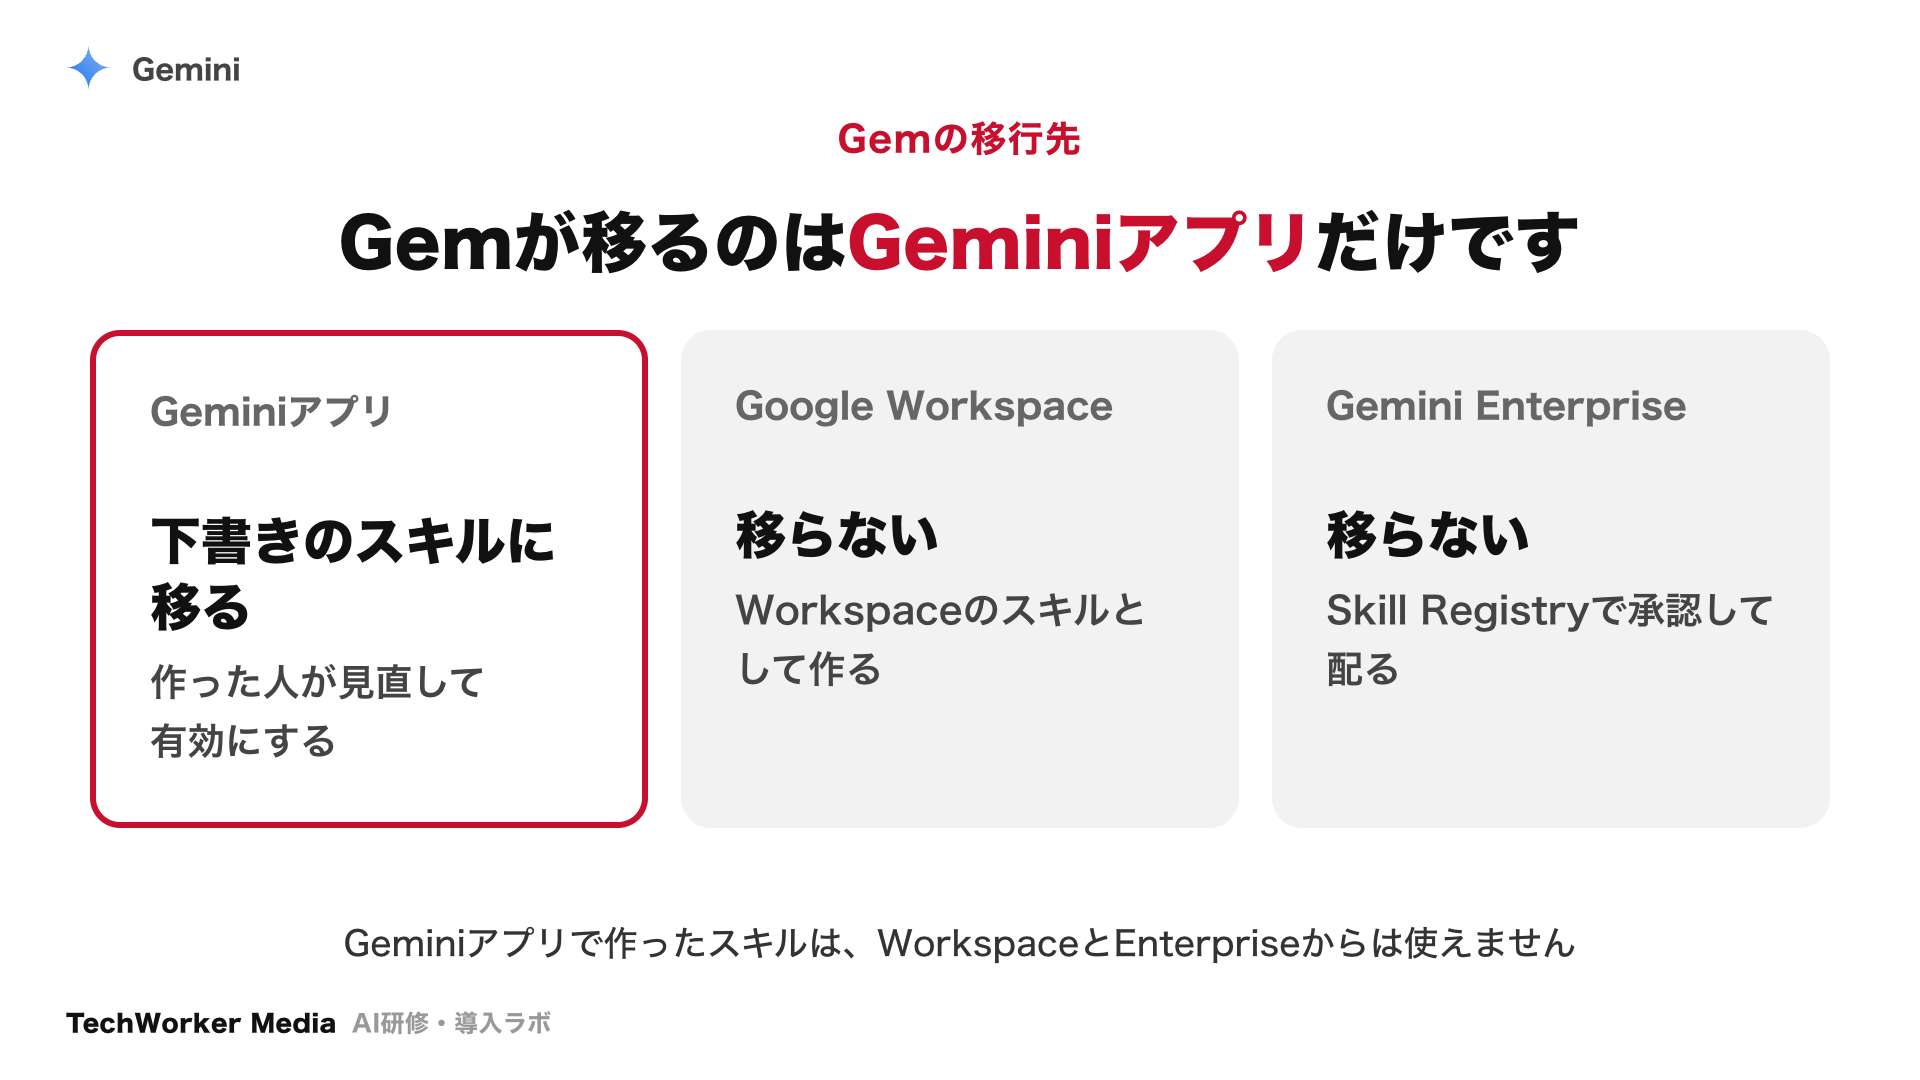 Gemini
Gemの移行先
Gemが移るのはGeminiアプリだけです
Geminiアプリ
下書きのスキルに
移る
作った人が見直して
有効にする
Google Workspace
移らない
Workspaceのスキルと
して作る
Gemini Enterprise
移らない
Skill Registryで承認して
配る
Geminiアプリで作ったスキルは、WorkspaceとEnterpriseからは使えません
TechWorker Media AI研修・導入ラボ